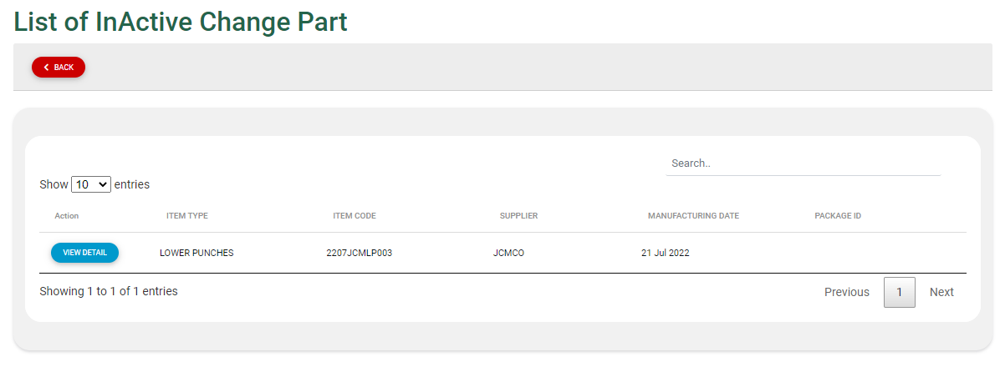 List of InActive Change Part
BACK
Search..
Show 10 entries
Action ITEM TYPE ITEM CODE SUPPLIER MANUFACTURING DATE PACKAGE ID
VIEW DETAIL LOWER PUNCHES 2207JCMLP003 JCMCO 21 Jul 2022
Showing 1 to 1 of 1 entries Previous 1 Next